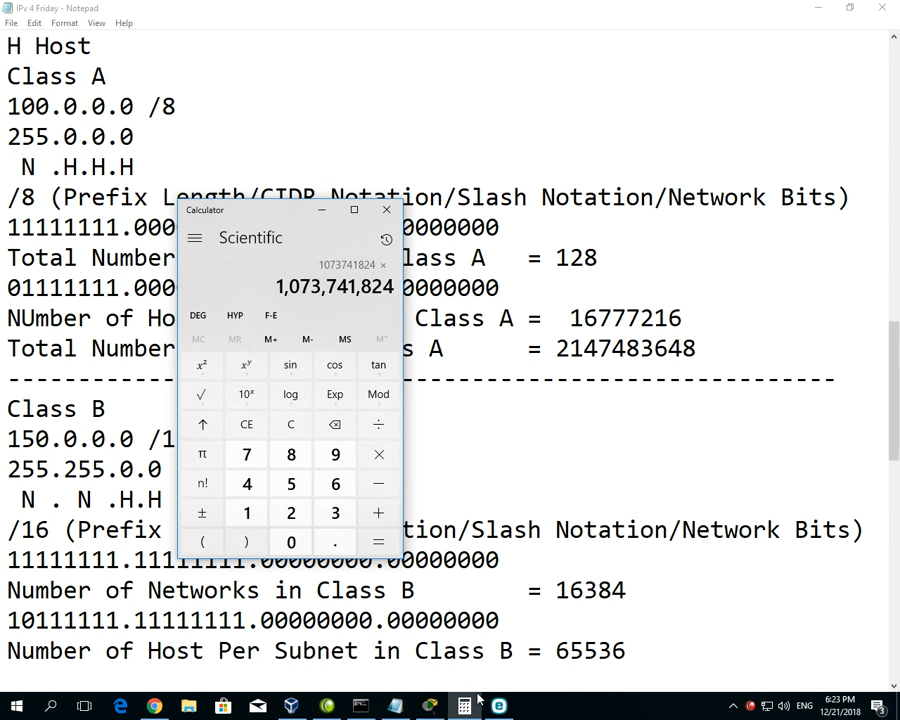 IPv 4 Friday - Notepad
File Edit Format View Help
H Host
Class A
100.0.0.0 /8
255.0.0.0
N .H.H.H
/8 (Prefix Length/CIDR Notation/Slash Notation/Network Bits)
11111111.000 0000000
Total Number lass A = 128
01111111.000 0000000
NUmber of Ho Class A = 16777216
Total Number s A = 2147483648
Class B
150.0.0.0 /1
255.255.0.0
N . N .H.H
/16 (Prefix tion/Slash Notation/Network Bits)
11111111.11111111.00000000.00000000
Number of Networks in Class B = 16384
10111111.11111111.00000000.00000000
Number of Host Per Subnet in Class B = 65536
Calculator
Scientific
1073741824 ×
1,073,741,824
DEG HYP F-E
MC MR M+ M- MS M˅
x² xʸ sin cos tan
√ 10ˣ log Exp Mod
↑ CE C ⌫ ÷
π 7 8 9 ×
n! 4 5 6 −
± 1 2 3 +
( ) 0 . =
ENG
6:23 PM
12/21/2018
3